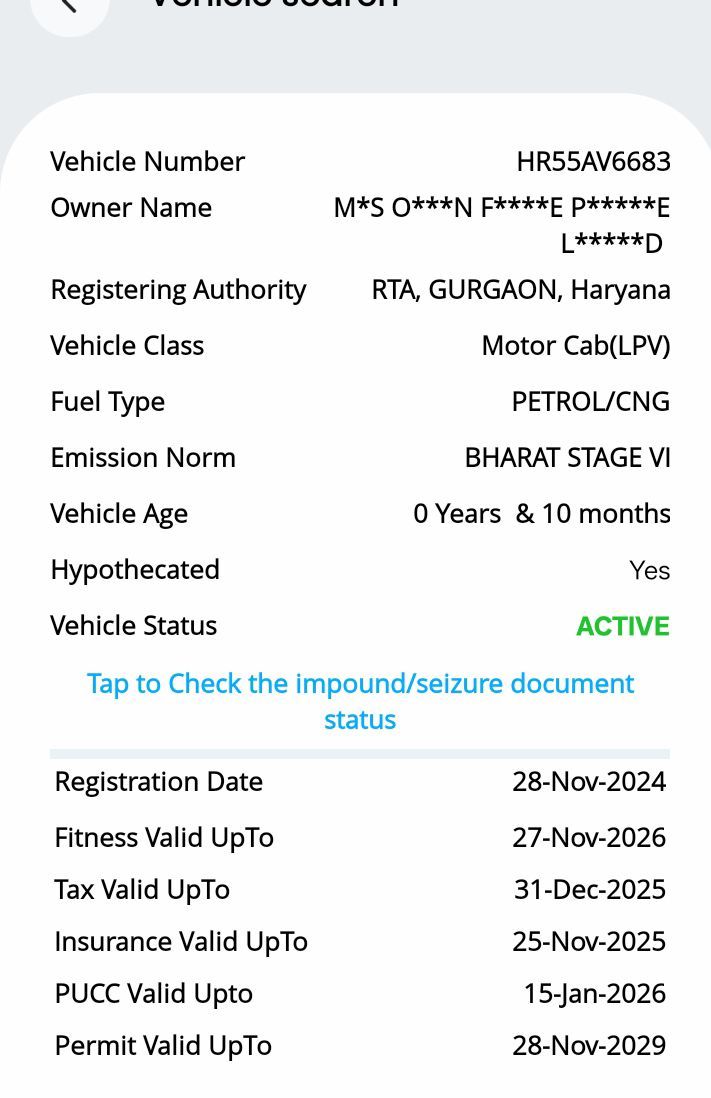 Vehicle search
Vehicle Number HR55AV6683
Owner Name M*S O***N F****E P*****E
L*****D
Registering Authority RTA, GURGAON, Haryana
Vehicle Class Motor Cab(LPV)
Fuel Type PETROL/CNG
Emission Norm BHARAT STAGE VI
Vehicle Age 0 Years & 10 months
Hypothecated Yes
Vehicle Status ACTIVE
Tap to Check the impound/seizure document
status
Registration Date 28-Nov-2024
Fitness Valid UpTo 27-Nov-2026
Tax Valid UpTo 31-Dec-2025
Insurance Valid UpTo 25-Nov-2025
PUCC Valid Upto 15-Jan-2026
Permit Valid UpTo 28-Nov-2029